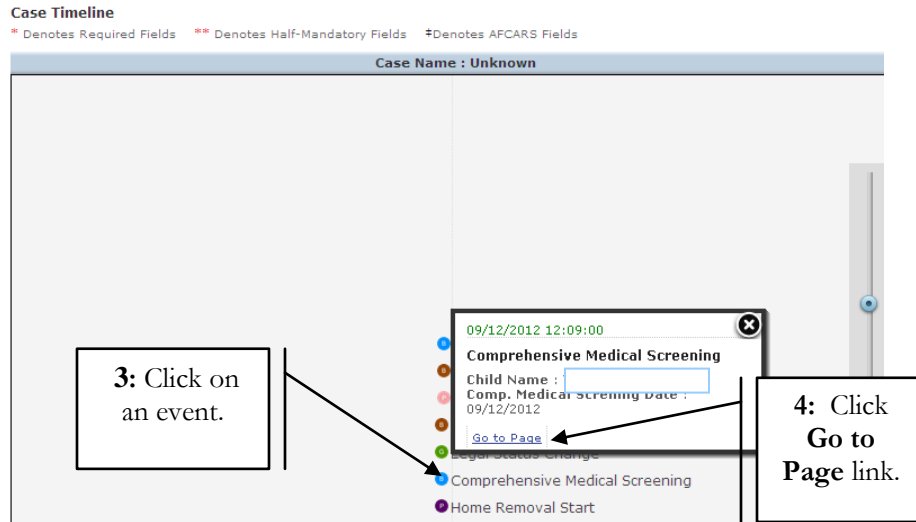 Case Timeline
* Denotes Required Fields ** Denotes Half-Mandatory Fields ‡Denotes AFCARS Fields
Case Name : Unknown
09/12/2012 12:09:00
Comprehensive Medical Screening
Child Name :
Comp. Medical Screning Date :
09/12/2012
Go to Page
Legal Status Change
Comprehensive Medical Screening
Home Removal Start
3: Click on
an event.
4: Click
Go to
Page link.